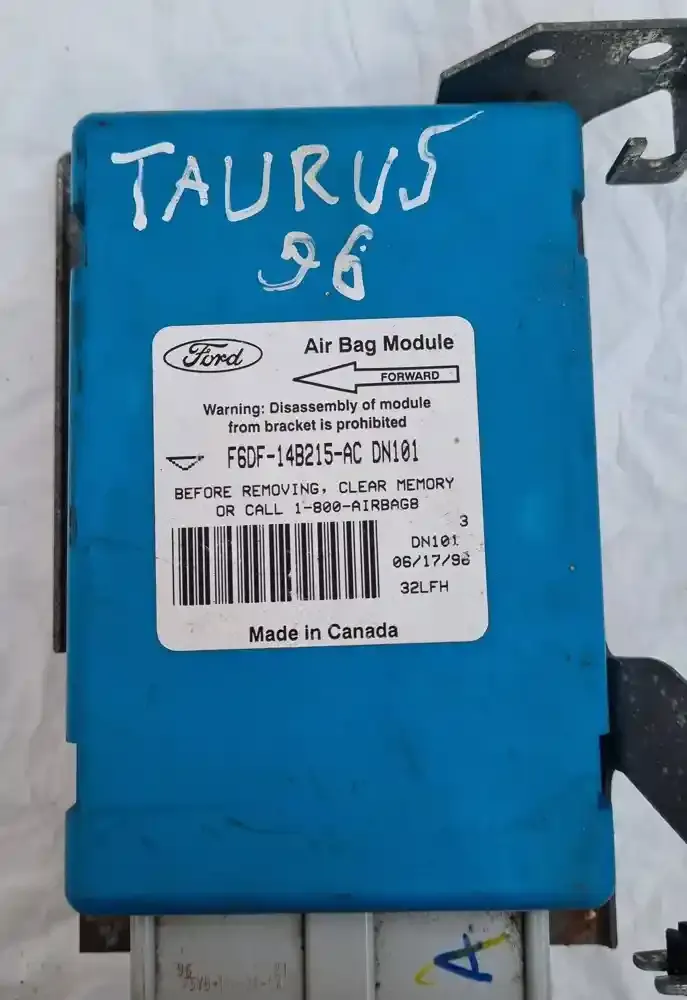 TAURUS
96
Ford
Air Bag Module
FORWARD
Warning: Disassembly of module
from bracket is prohibited
F6DF-14B215-AC DN101
BEFORE REMOVING, CLEAR MEMORY
OR CALL 1-800-AIRBAG8
3
DN101
06/17/96
32LFH
Made in Canada
A